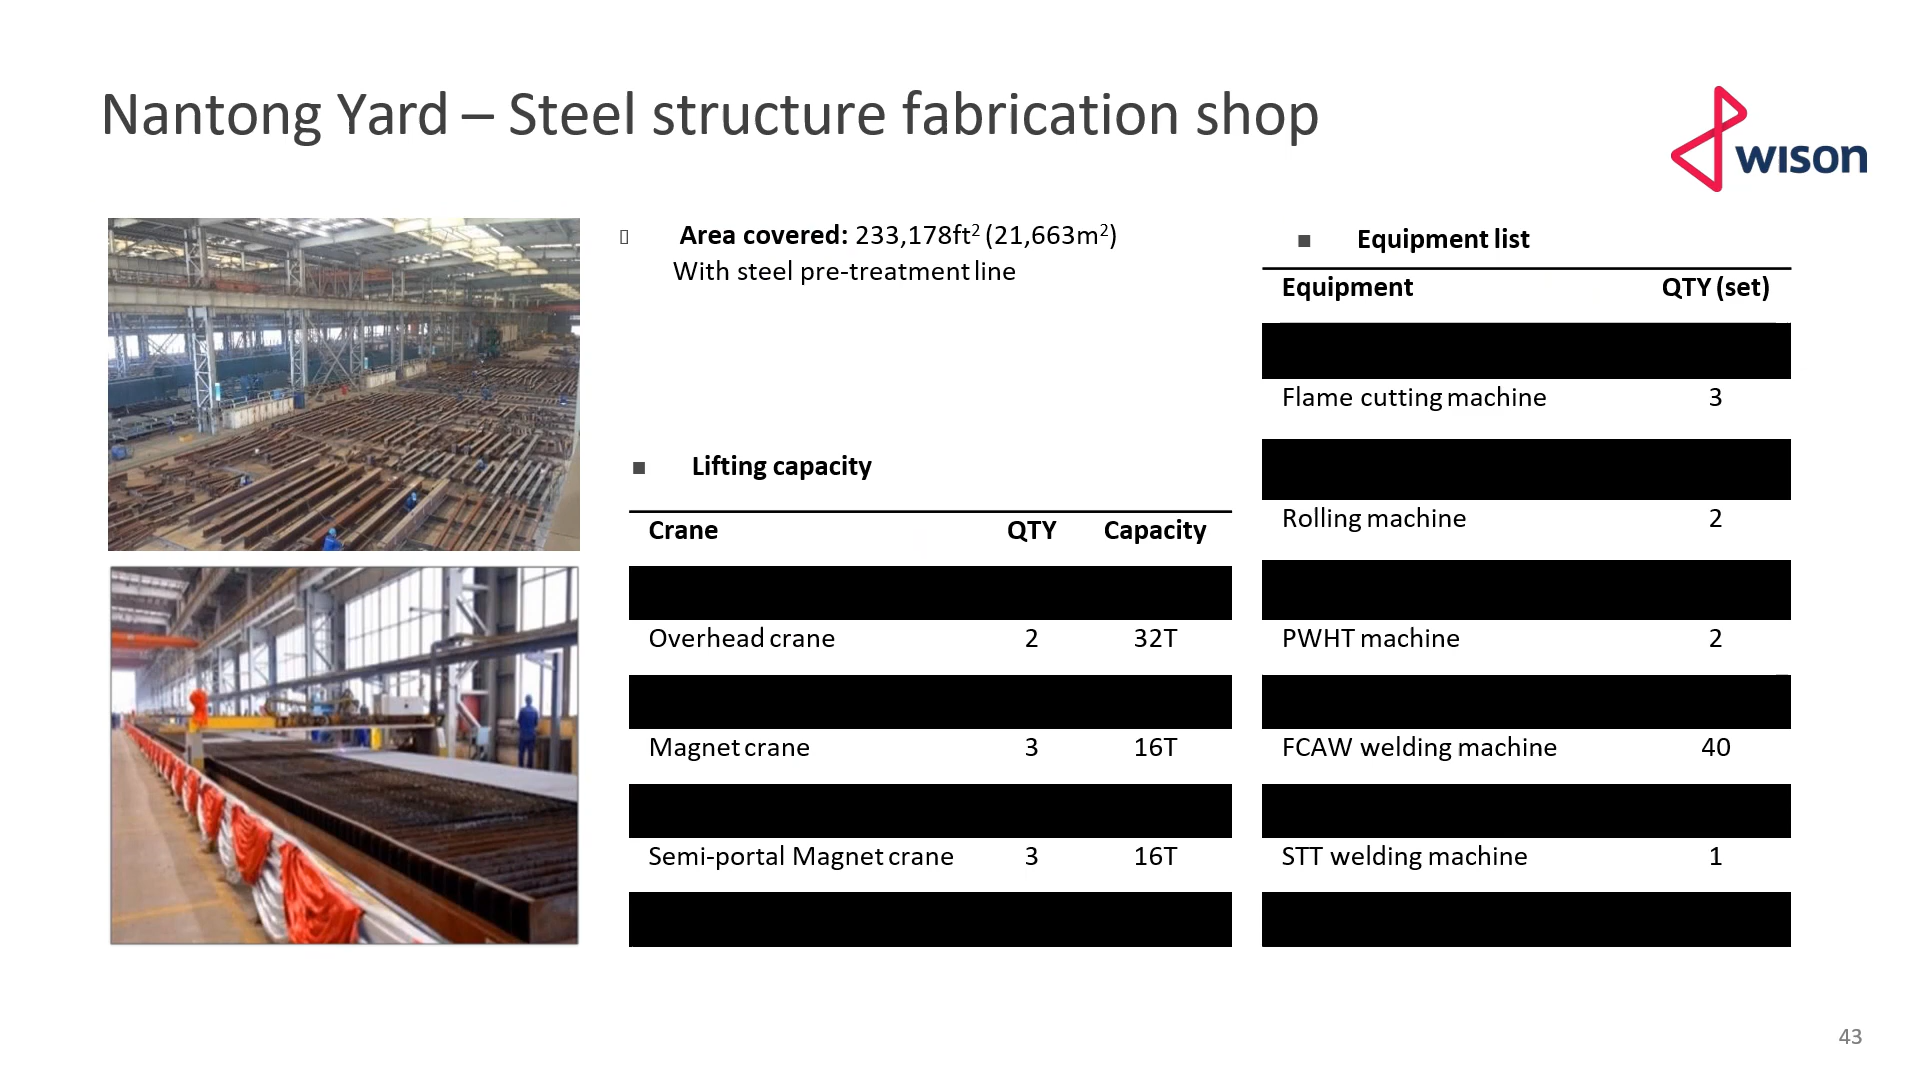 Nantong Yard – Steel structure fabrication shop
wison
Area covered: 233,178ft² (21,663m²)
With steel pre-treatment line
Lifting capacity
Crane QTY Capacity
Overhead crane 2 32T
Magnet crane 3 16T
Semi-portal Magnet crane 3 16T
Equipment list
Equipment QTY (set)
Flame cutting machine 3
Rolling machine 2
PWHT machine 2
FCAW welding machine 40
STT welding machine 1
43